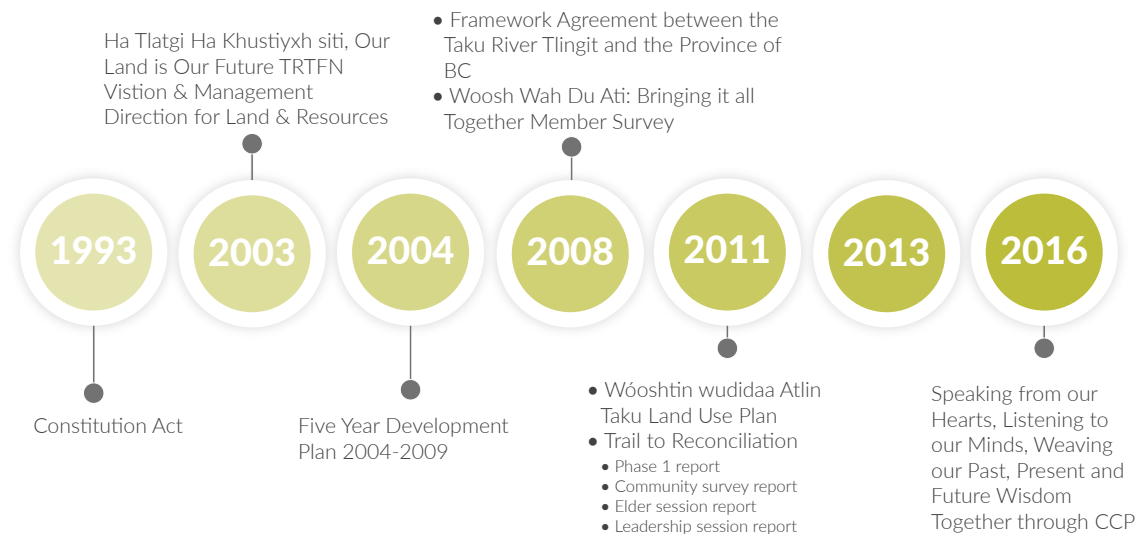 Ha Tlatgi Ha Khustiyxh siti, Our
Land is Our Future TRTFN
Vistion & Management
Direction for Land & Resources
• Framework Agreement between the
Taku River Tlingit and the Province of
BC
• Woosh Wah Du Ati: Bringing it all
Together Member Survey
1993
2003
2004
2008
2011
2013
2016
Constitution Act
Five Year Development
Plan 2004-2009
• Wóoshtin wudidaa Atlin
Taku Land Use Plan
• Trail to Reconciliation
• Phase 1 report
• Community survey report
• Elder session report
• Leadership session report
Speaking from our
Hearts, Listening to
our Minds, Weaving
our Past, Present and
Future Wisdom
Together through CCP